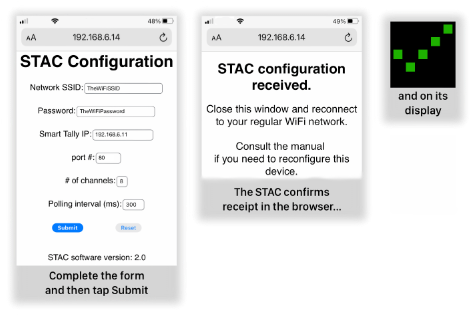 48%
AA 192.168.6.14
STAC Configuration
Network SSID: TheWiFiSSID
Password: TheWiFiPassword
Smart Tally IP: 192.168.6.11
port #: 80
# of channels: 8
Polling interval (ms): 300
Submit Reset
STAC software version: 2.0
Complete the form
and then tap Submit
49%
AA 192.168.6.14
STAC configuration
received.
Close this window and reconnect
to your regular WiFi network.
Consult the manual
if you need to reconfigure this
device.
The STAC confirms
receipt in the browser...
and on its
display